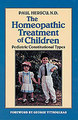 PAUL HERSCU, N.D.
The
Homeopathic
Treatment
of Children
Pediatric Constitutional Types
FOREWORD BY GEORGE VITHOULKAS